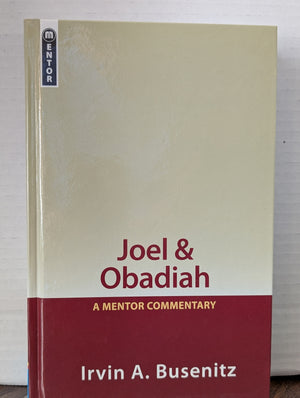 MENTOR
Joel &
Obadiah
A MENTOR COMMENTARY
Irvin A. Busenitz